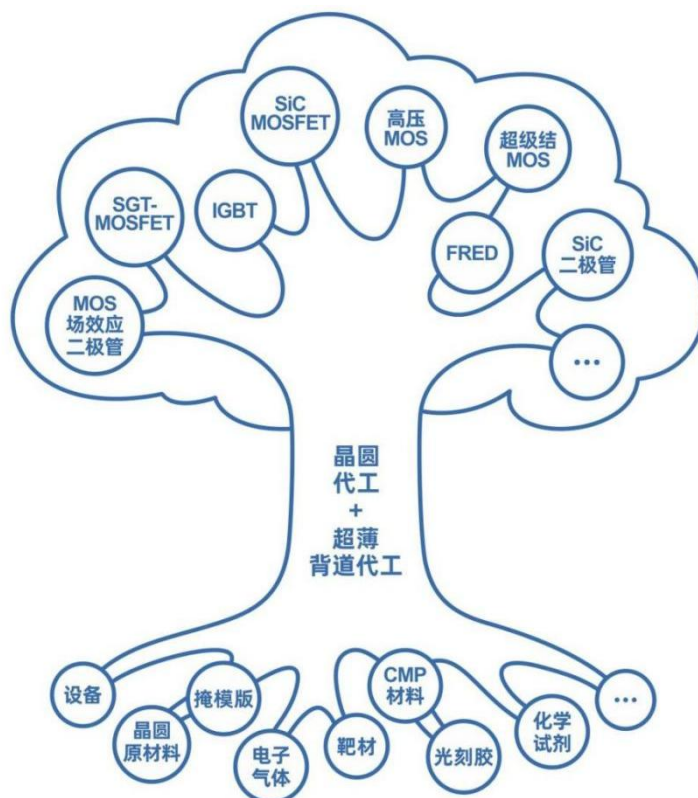 SiC
MOSFET
高压
MOS
超级结
MOS
SGT-
MOSFET
IGBT
FRED
SiC
二极管
MOS
场效应
二极管
...
晶圆
代工
+
超薄
背道代工
设备
掩模版
晶圆
原材料
电子
气体
靶材
CMP
材料
光刻胶
化学
试剂
...